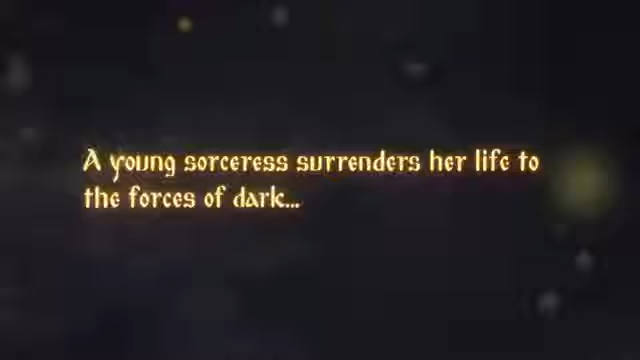 A young sorceress surrenders her life to
the forces of dark...